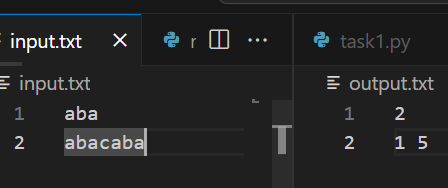 input.txt
task1.py
input.txt
output.txt
1 aba
2 abacaba
1 2
2 1 5